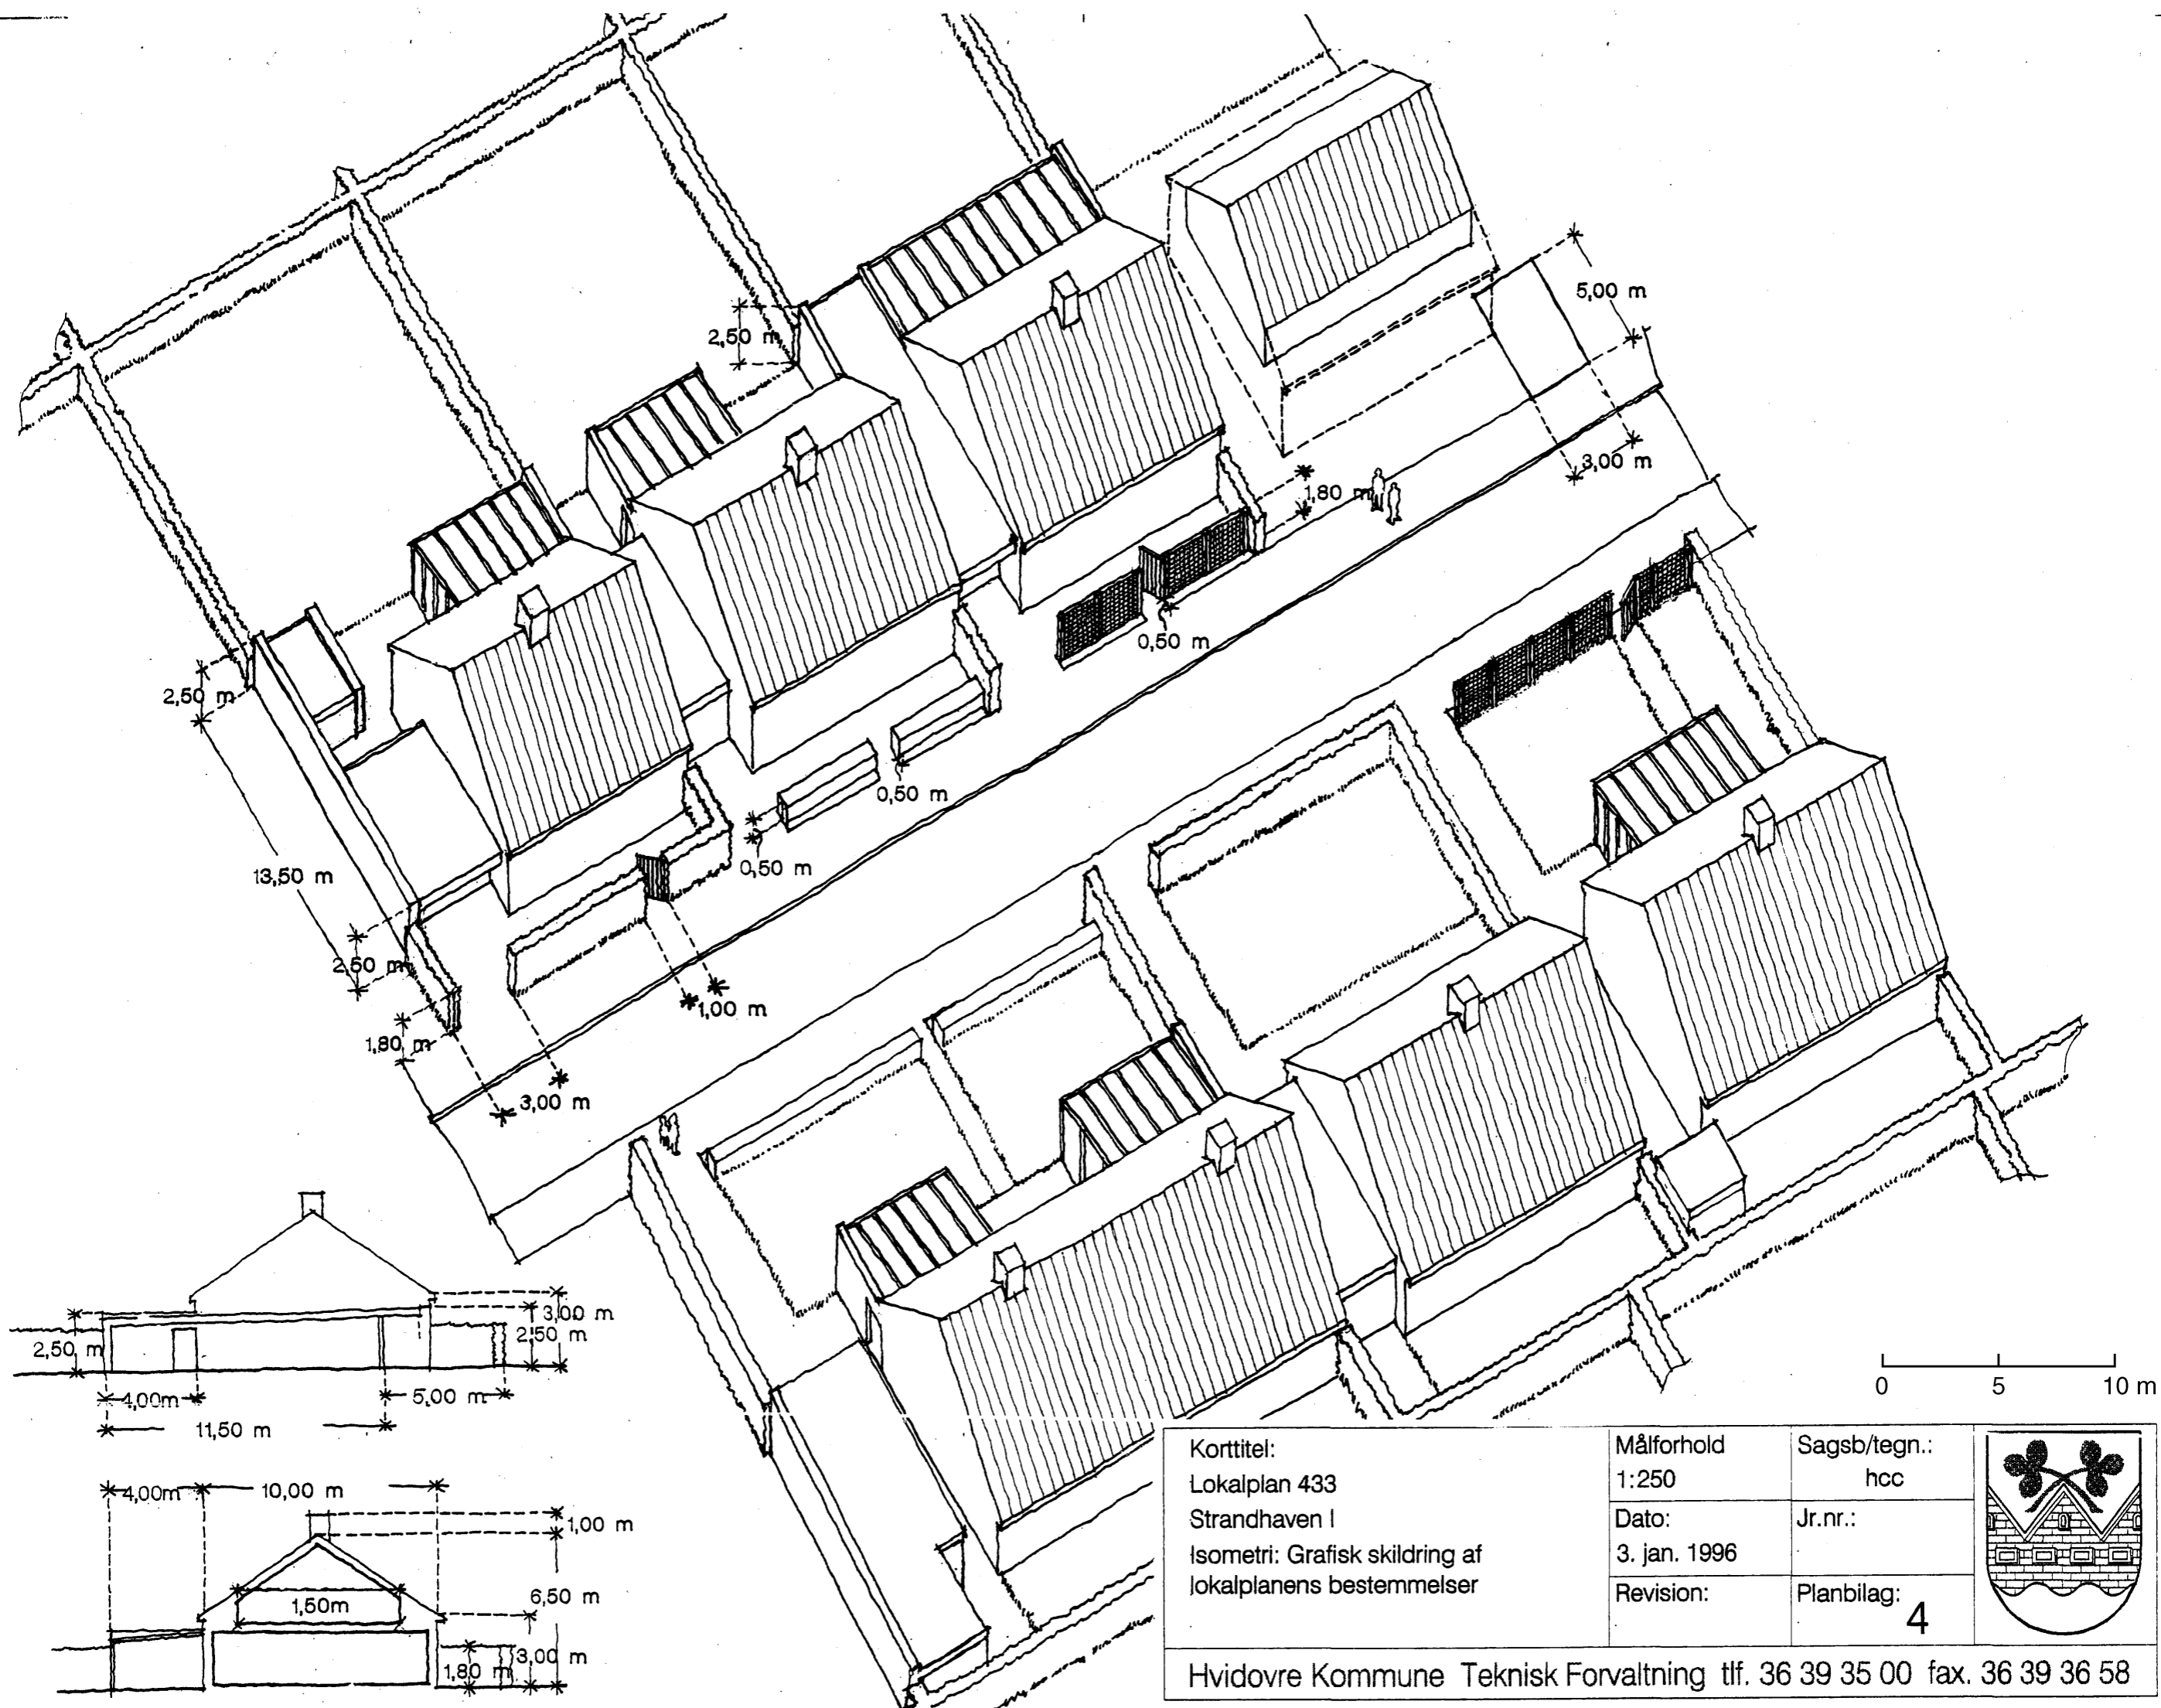 5,00 m
2,50 m
3,00 m
1,80 m
0,50 m
2,50 m
0,50 m
0,50 m
13,50 m
2,50 m
1,00 m
1,80 m
3,00 m
3,00 m
2,50 m
2,50 m
4,00m
5,00 m
11,50 m
0 5 10 m
4,00m 10,00 m
1,00 m
6,50 m
1,50m
3,00 m
1,80 m
Korttitel:
Lokalplan 433
Strandhaven I
Isometri: Grafisk skildring af
lokalplanens bestemmelser
Målforhold
1:250
Sagsb/tegn.:
hcc
Dato:
3. jan. 1996
Jr.nr.:
Revision:
Planbilag:
4
Hvidovre Kommune Teknisk Forvaltning tlf. 36 39 35 00 fax. 36 39 36 58